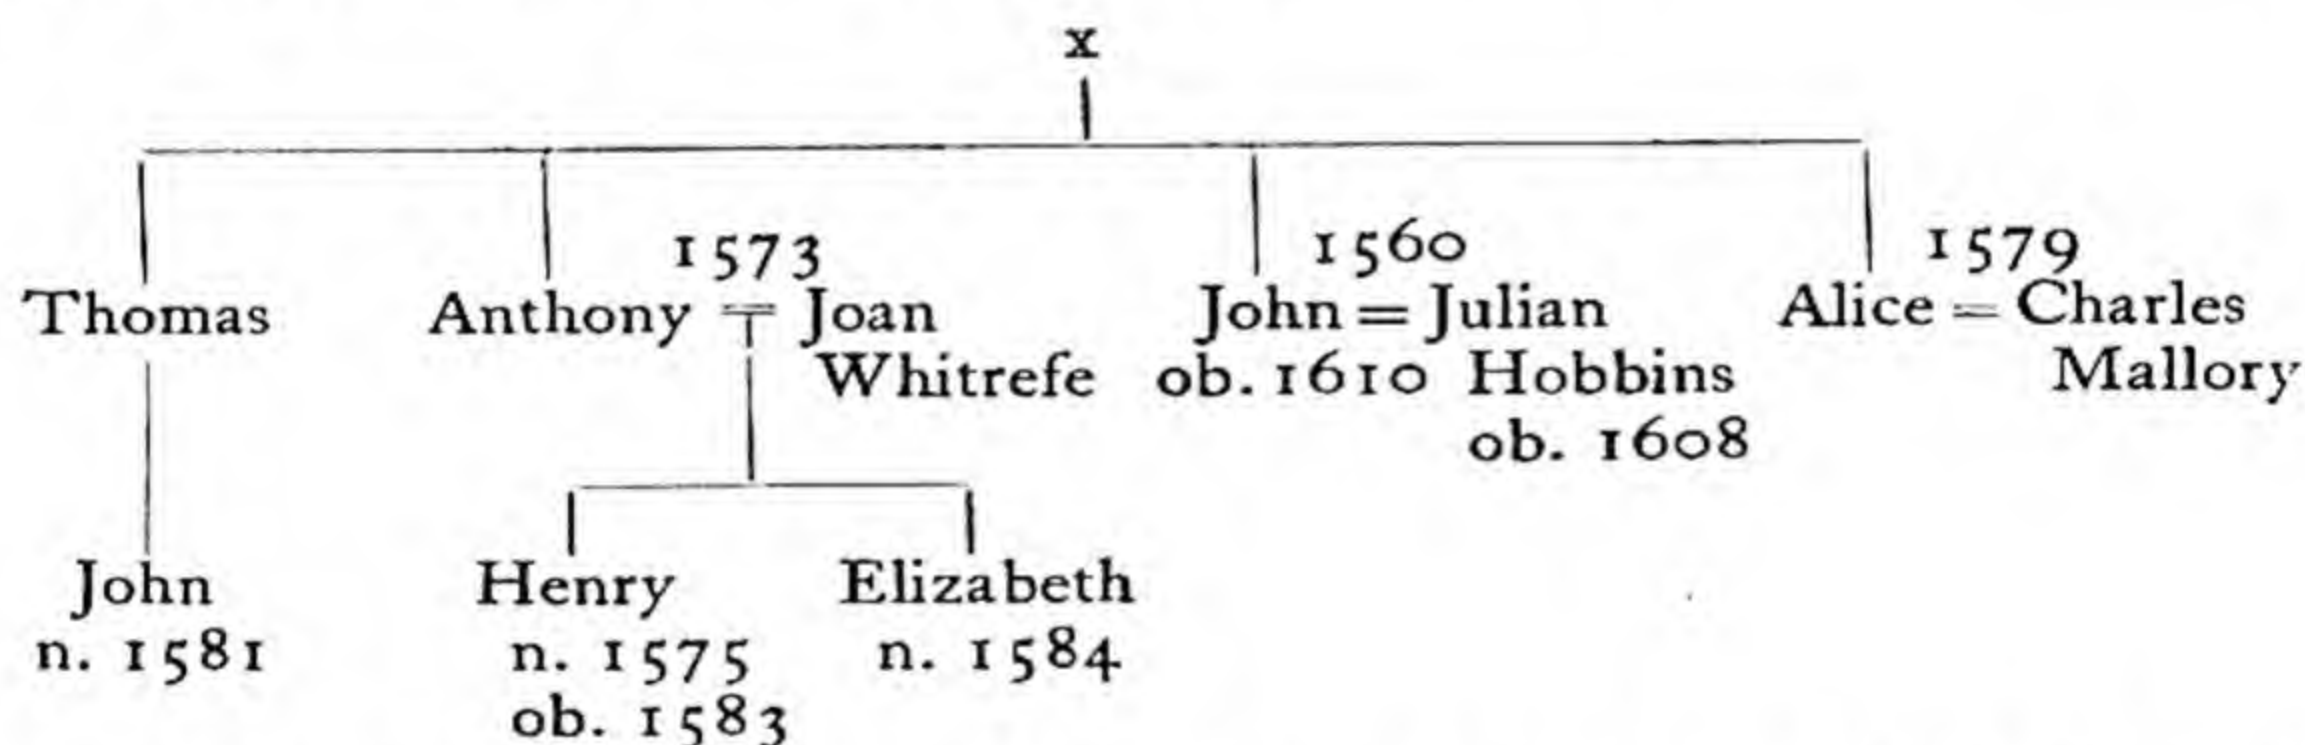 x
1573 1560 1579
Thomas Anthony = Joan John = Julian Alice = Charles
Whitrefe ob. 1610 Hobbins Mallory
ob. 1608
John Henry Elizabeth
n. 1581 n. 1575 n. 1584
ob. 1583